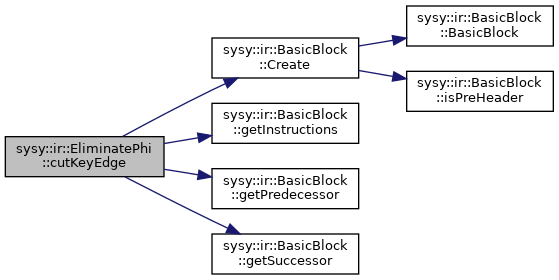 sysy::ir::EliminatePhi
::cutKeyEdge
sysy::ir::BasicBlock
::Create
sysy::ir::BasicBlock
::BasicBlock
sysy::ir::BasicBlock
::isPreHeader
sysy::ir::BasicBlock
::getInstructions
sysy::ir::BasicBlock
::getPredecessor
sysy::ir::BasicBlock
::getSuccessor